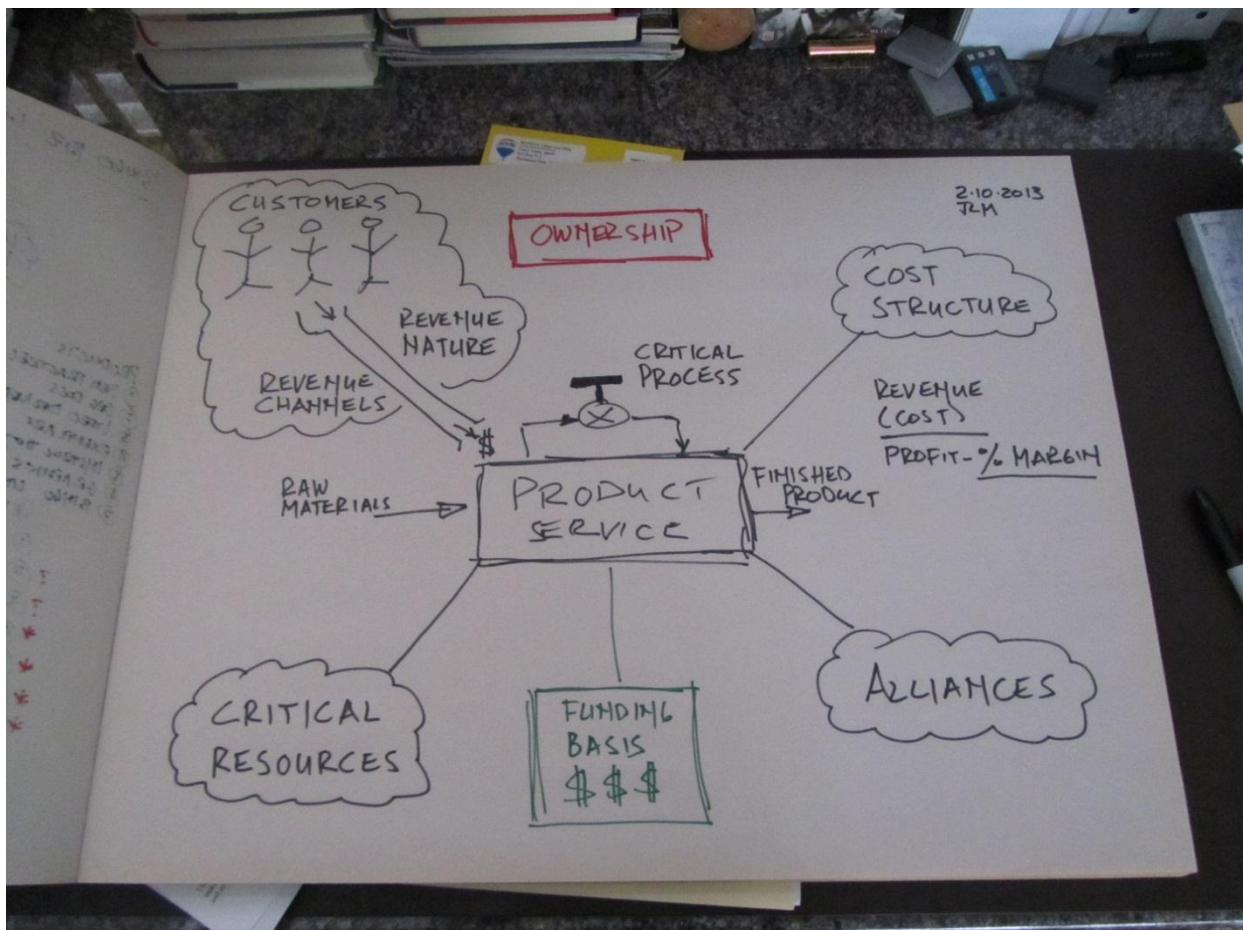 2·10·2013
JLM
CUSTOMERS
OWNERSHIP
COST
STRUCTURE
REVENUE
NATURE
REVENUE
CHANNELS
$
CRITICAL
PROCESS
REVENUE
(COST)
PROFIT-% MARGIN
RAW
MATERIALS
PRODUCT
SERVICE
FINISHED
PRODUCT
CRITICAL
RESOURCES
FUNDING
BASIS
$ $ $
ALLIANCES